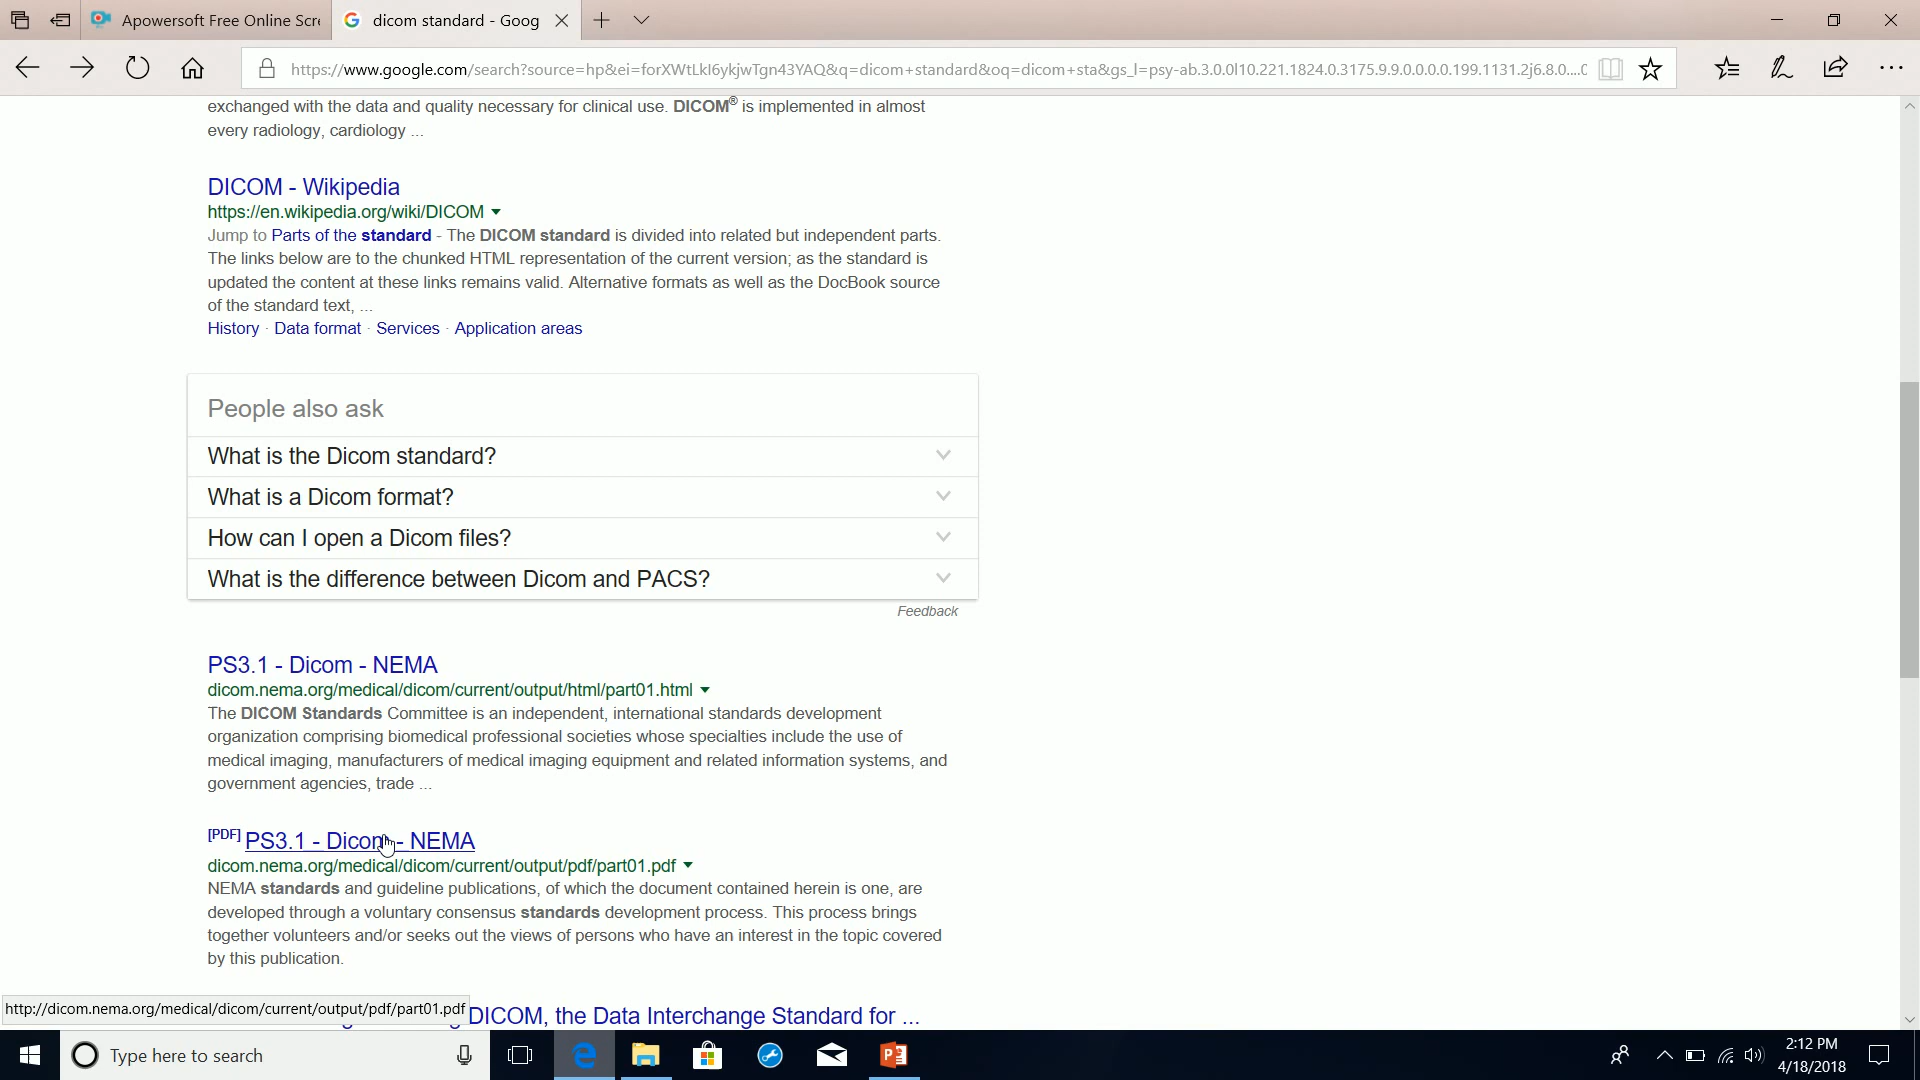 Apowersoft Free Online Scre
dicom standard - Goog
https://www.google.com/search?source=hp&ei=forXWtLkI6ykjwTgn43YAQ&q=dicom+standard&oq=dicom+sta&gs_l=psy-ab.3.0.0l10.221.1824.0.3175.9.9.0.0.0.0.199.1131.2j6.8.0....0
exchanged with the data and quality necessary for clinical use. DICOM® is implemented in almost
every radiology, cardiology ...
DICOM - Wikipedia
https://en.wikipedia.org/wiki/DICOM
Jump to Parts of the standard - The DICOM standard is divided into related but independent parts.
The links below are to the chunked HTML representation of the current version; as the standard is
updated the content at these links remains valid. Alternative formats as well as the DocBook source
of the standard text, ...
History · Data format · Services · Application areas
People also ask
What is the Dicom standard?
What is a Dicom format?
How can I open a Dicom files?
What is the difference between Dicom and PACS?
Feedback
PS3.1 - Dicom - NEMA
dicom.nema.org/medical/dicom/current/output/html/part01.html
The DICOM Standards Committee is an independent, international standards development
organization comprising biomedical professional societies whose specialties include the use of
medical imaging, manufacturers of medical imaging equipment and related information systems, and
government agencies, trade ...
[PDF] PS3.1 - Dicom - NEMA
dicom.nema.org/medical/dicom/current/output/pdf/part01.pdf
NEMA standards and guideline publications, of which the document contained herein is one, are
developed through a voluntary consensus standards development process. This process brings
together volunteers and/or seeks out the views of persons who have an interest in the topic covered
by this publication.
http://dicom.nema.org/medical/dicom/current/output/pdf/part01.pdf
DICOM, the Data Interchange Standard for ...
Type here to search
2:12 PM
4/18/2018